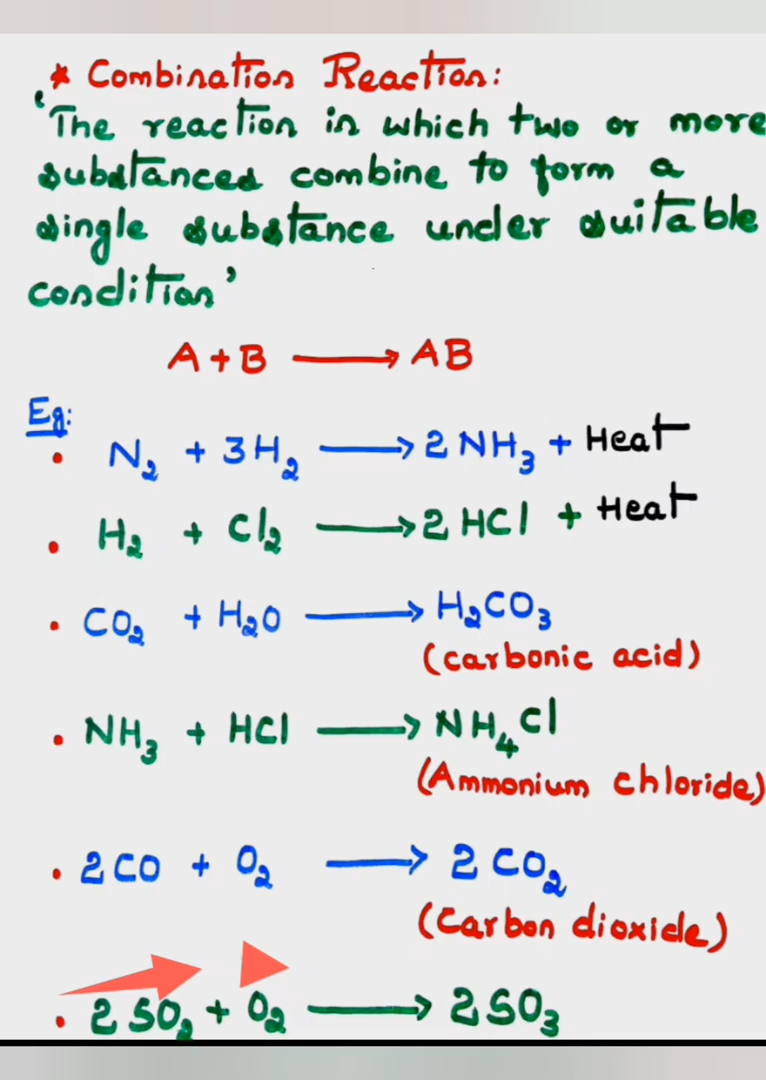 * Combination Reaction:
'The reaction in which two or more
substances combine to form a
single substance under suitable
condition'
A + B ⟶ AB
Eg:
• N₂ + 3H₂ ⟶ 2NH₃ + Heat
• H₂ + Cl₂ ⟶ 2HCl + Heat
• CO₂ + H₂O ⟶ H₂CO₃
(carbonic acid)
• NH₃ + HCl ⟶ NH₄Cl
(Ammonium chloride)
• 2CO + O₂ ⟶ 2CO₂
(Carbon dioxide)
• 2SO₂ + O₂ ⟶ 2SO₃